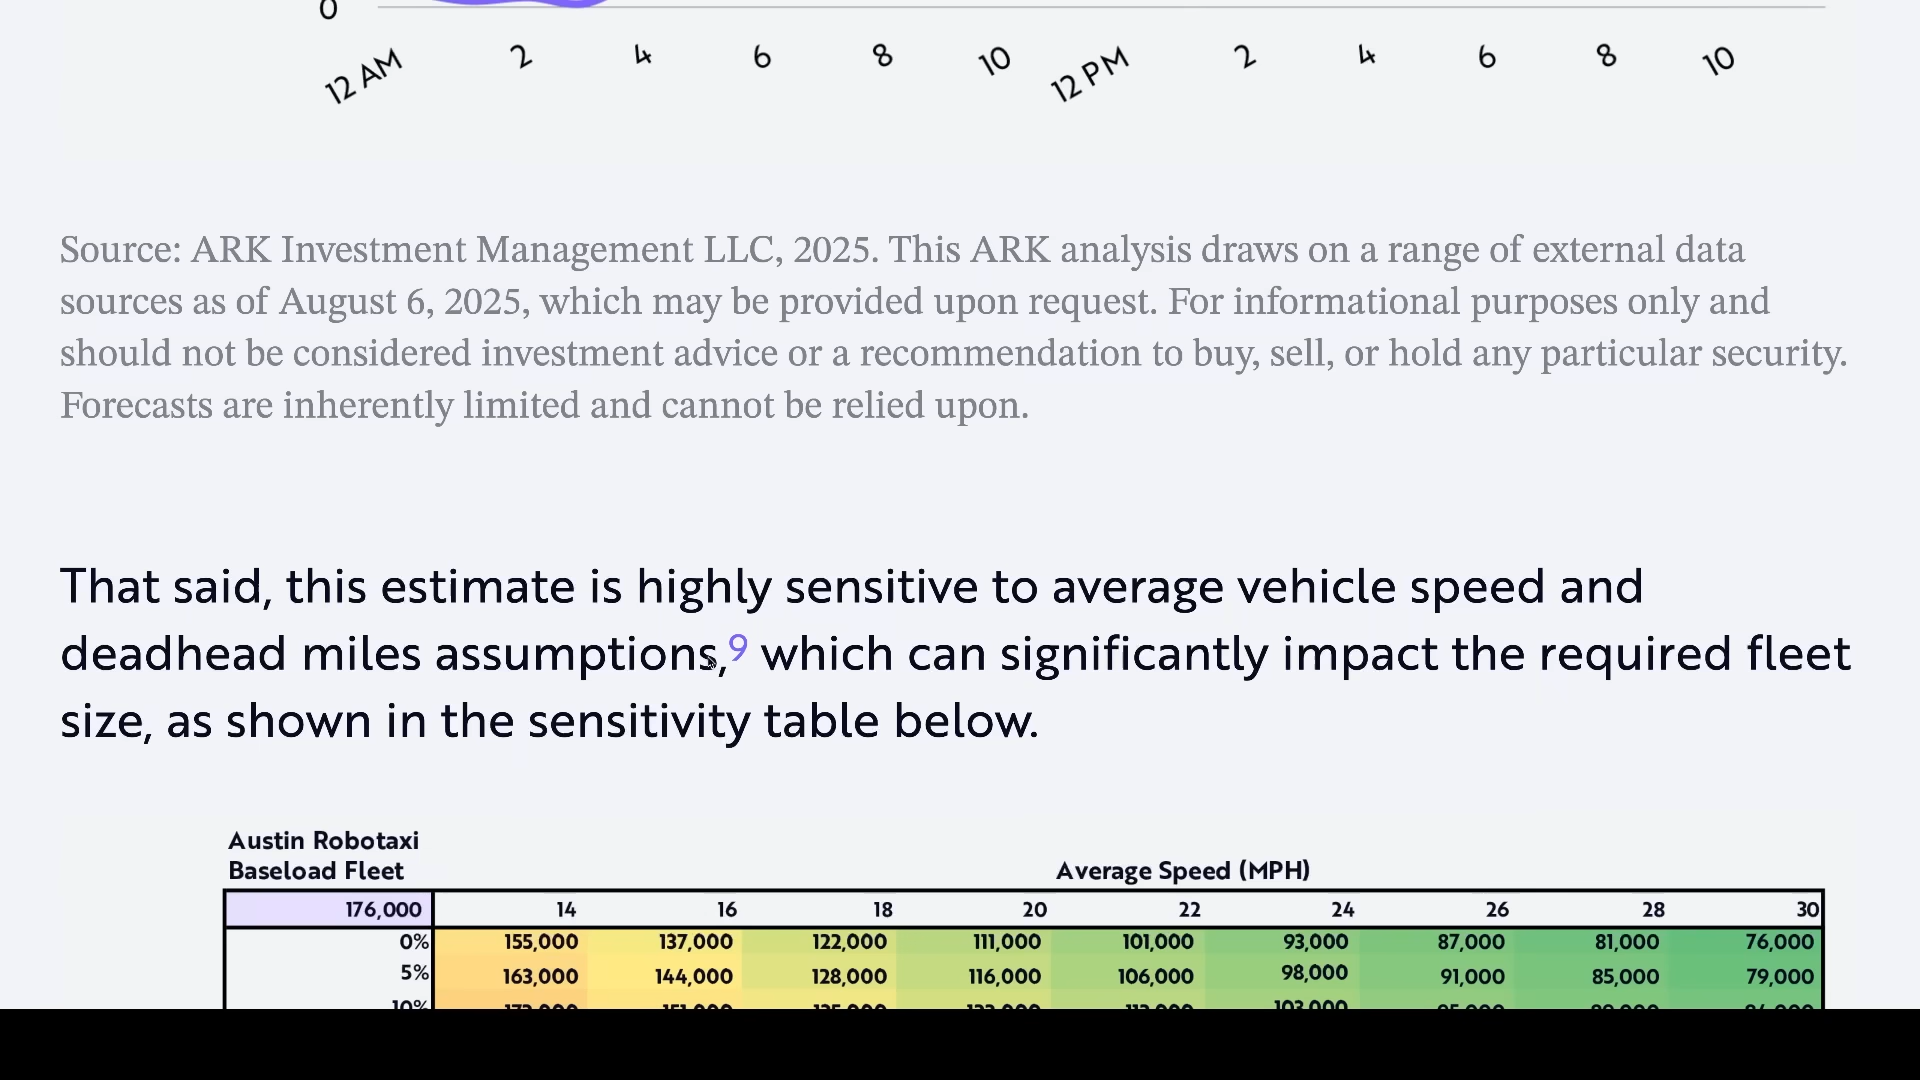 0
12 AM 2 4 6 8 10 12 PM 2 4 6 8 10
Source: ARK Investment Management LLC, 2025. This ARK analysis draws on a range of external data
sources as of August 6, 2025, which may be provided upon request. For informational purposes only and
should not be considered investment advice or a recommendation to buy, sell, or hold any particular security.
Forecasts are inherently limited and cannot be relied upon.
That said, this estimate is highly sensitive to average vehicle speed and
deadhead miles assumptions,9 which can significantly impact the required fleet
size, as shown in the sensitivity table below.
Austin Robotaxi
Baseload Fleet Average Speed (MPH)
176,000 14 16 18 20 22 24 26 28 30
0% 155,000 137,000 122,000 111,000 101,000 93,000 87,000 81,000 76,000
5% 163,000 144,000 128,000 116,000 106,000 98,000 91,000 85,000 79,000
10% 103,000